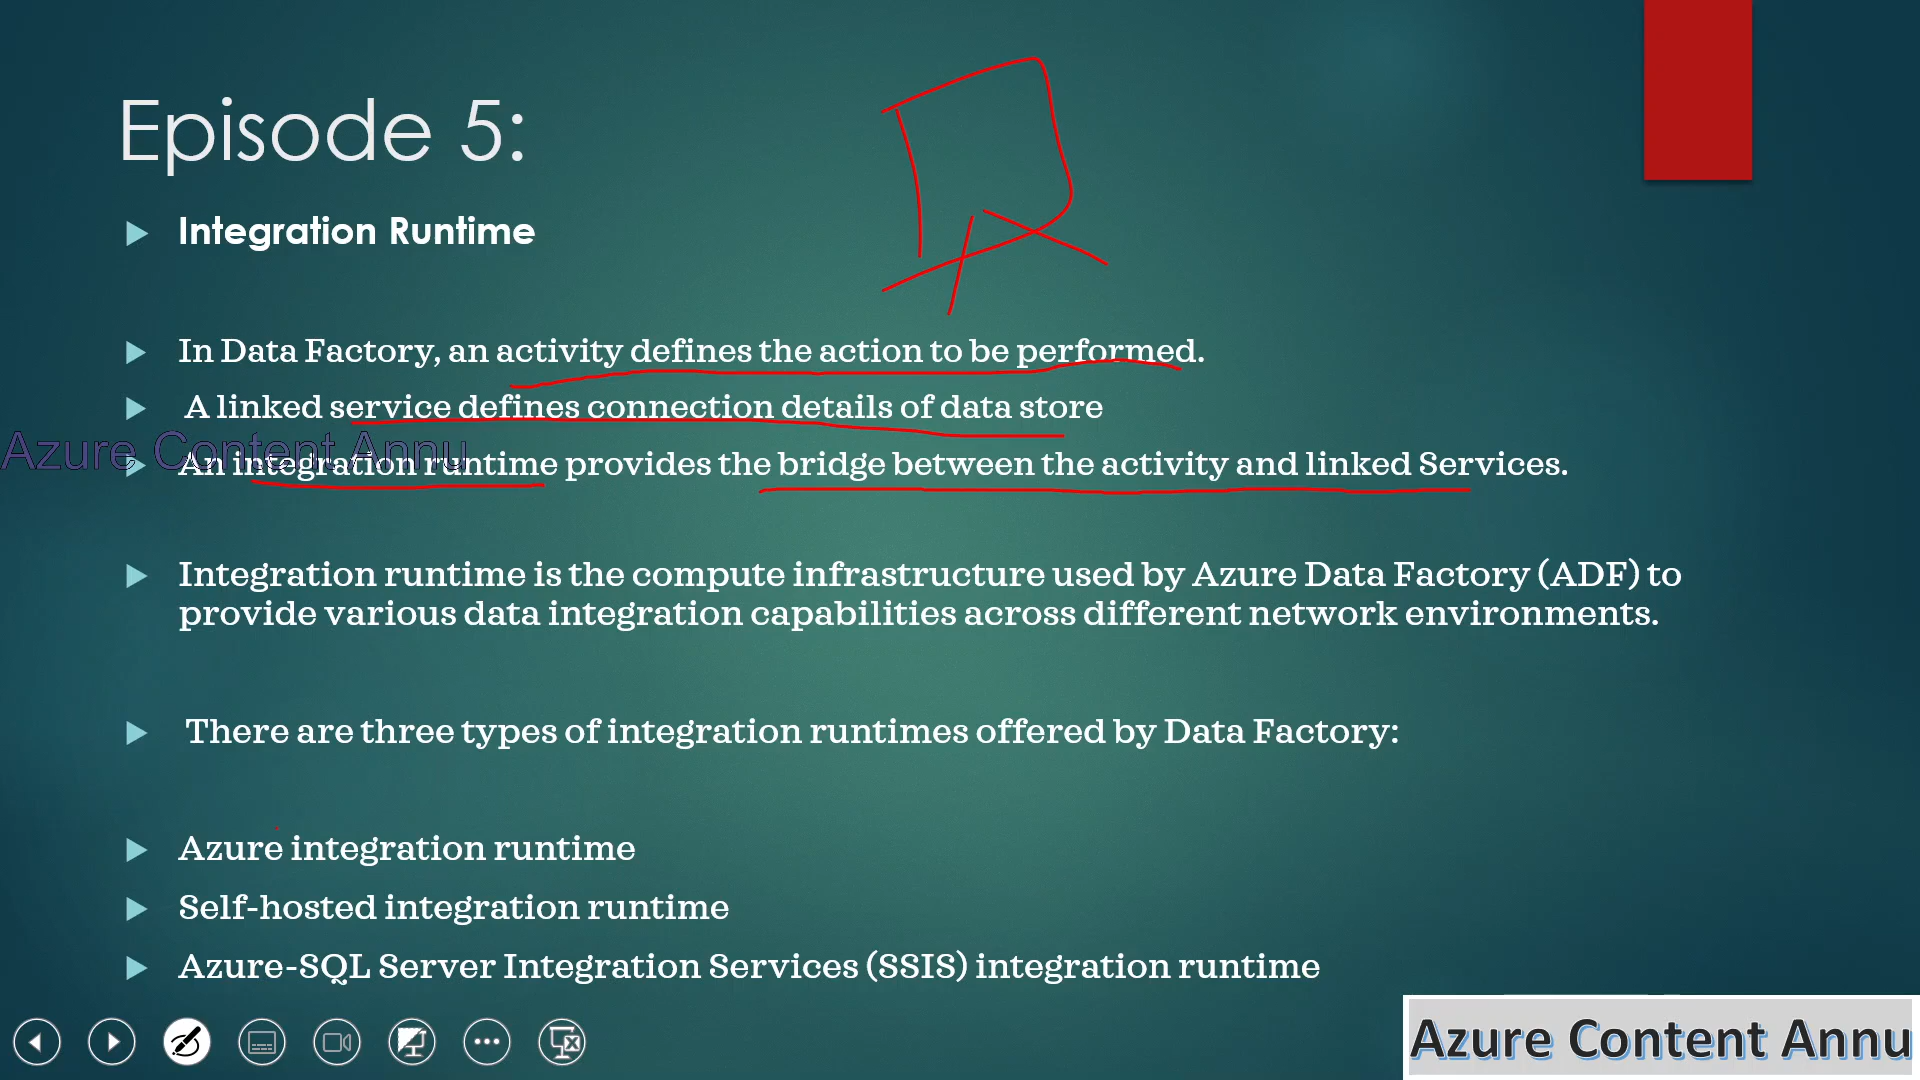 Episode 5:
Integration Runtime
In Data Factory, an activity defines the action to be performed.
A linked service defines connection details of data store
Azure Content Annu
An integration runtime provides the bridge between the activity and linked Services.
Integration runtime is the compute infrastructure used by Azure Data Factory (ADF) to
provide various data integration capabilities across different network environments.
There are three types of integration runtimes offered by Data Factory:
Azure integration runtime
Self-hosted integration runtime
Azure-SQL Server Integration Services (SSIS) integration runtime
Azure Content Annu